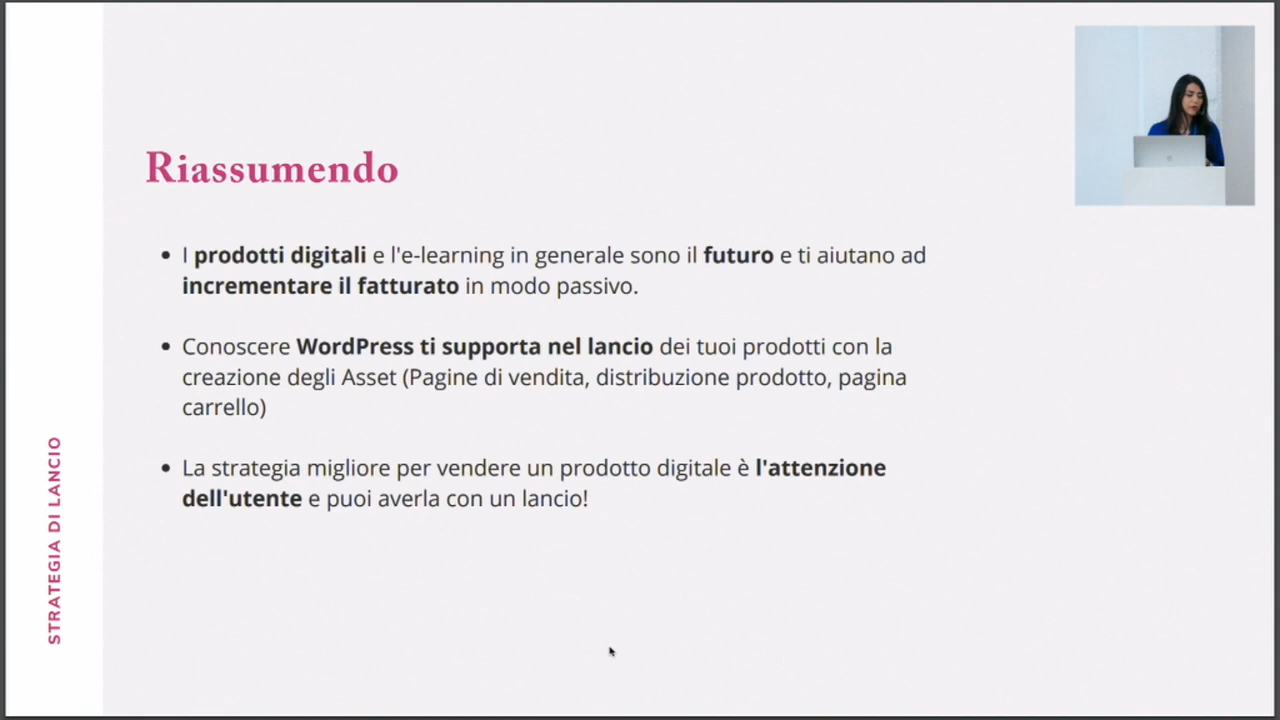 Riassumendo
• I prodotti digitali e l'e-learning in generale sono il futuro e ti aiutano ad
incrementare il fatturato in modo passivo.
• Conoscere WordPress ti supporta nel lancio dei tuoi prodotti con la
creazione degli Asset (Pagine di vendita, distribuzione prodotto, pagina
carrello)
• La strategia migliore per vendere un prodotto digitale è l'attenzione
dell'utente e puoi averla con un lancio!
STRATEGIA DI LANCIO